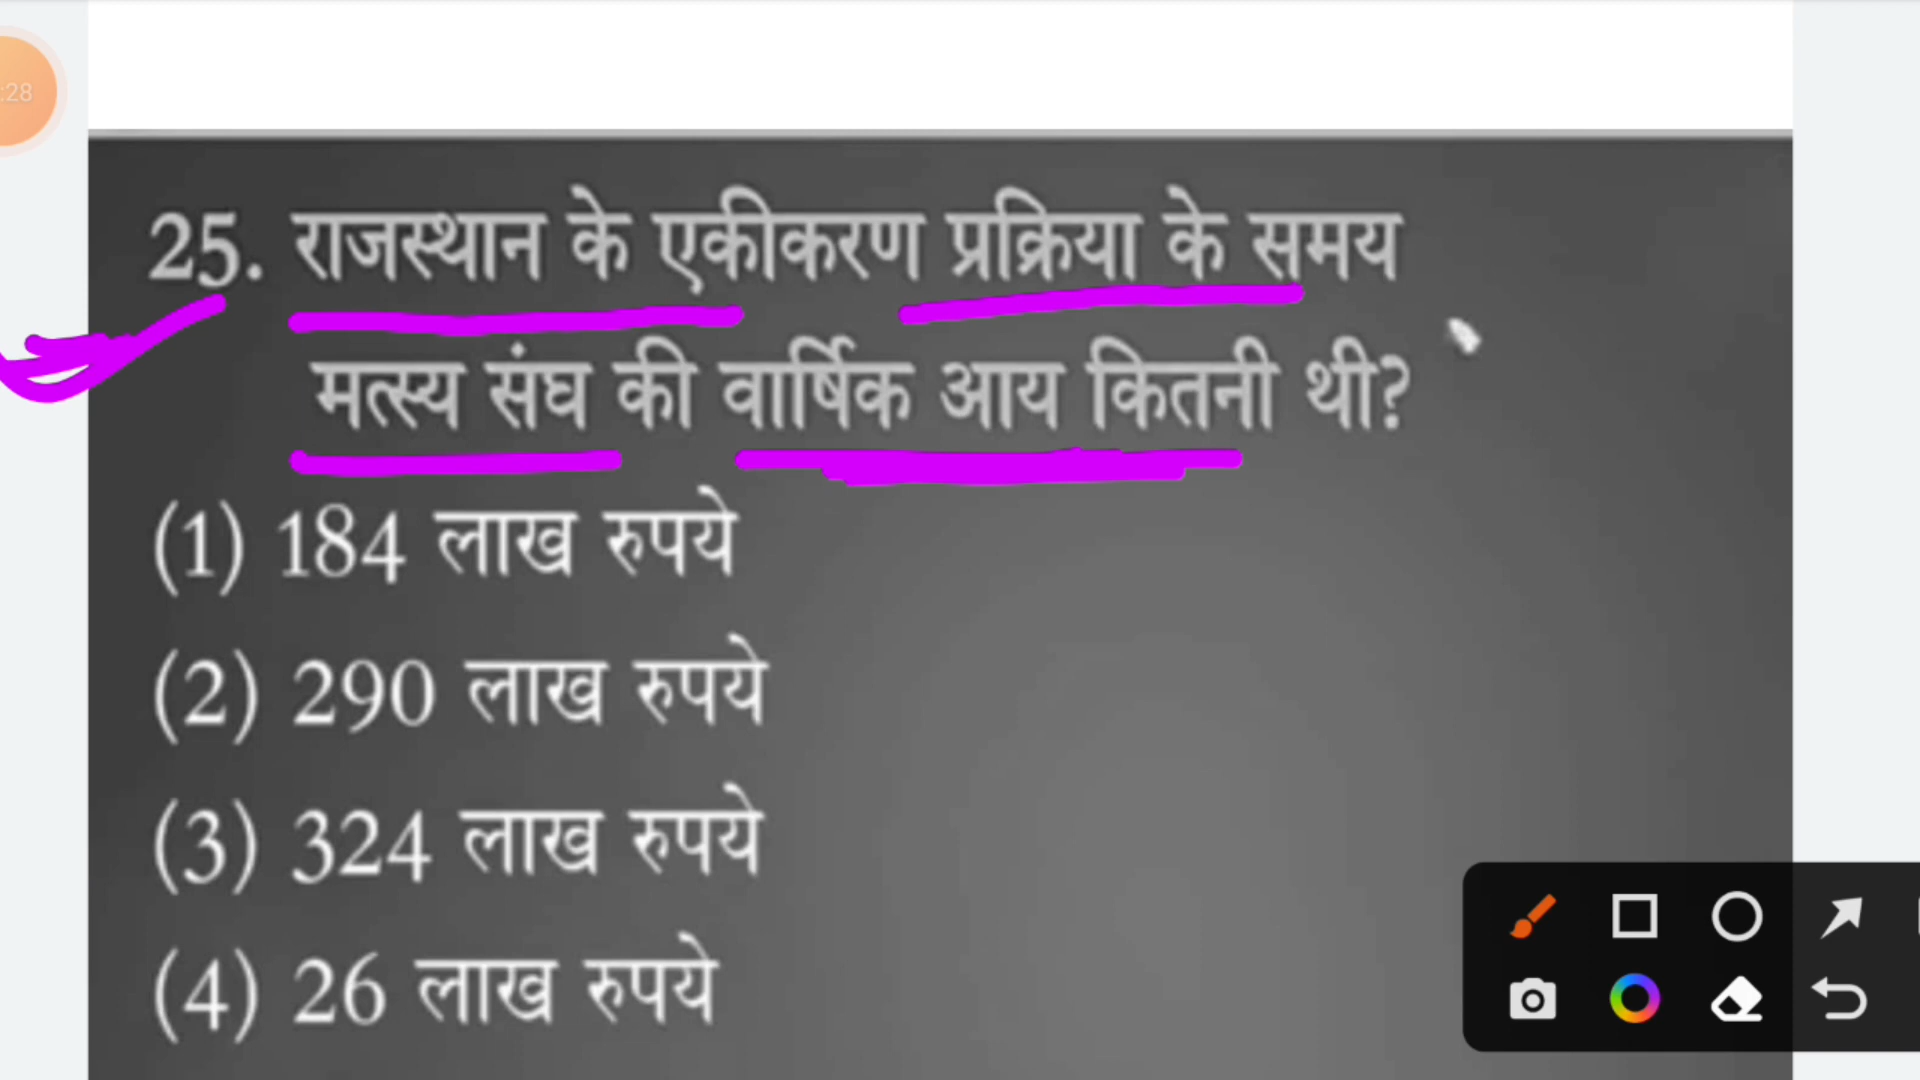 :28
25. राजस्थान के एकीकरण प्रक्रिया के समय
मत्स्य संघ की वार्षिक आय कितनी थी?
(1) 184 लाख रुपये
(2) 290 लाख रुपये
(3) 324 लाख रुपये
(4) 26 लाख रुपये